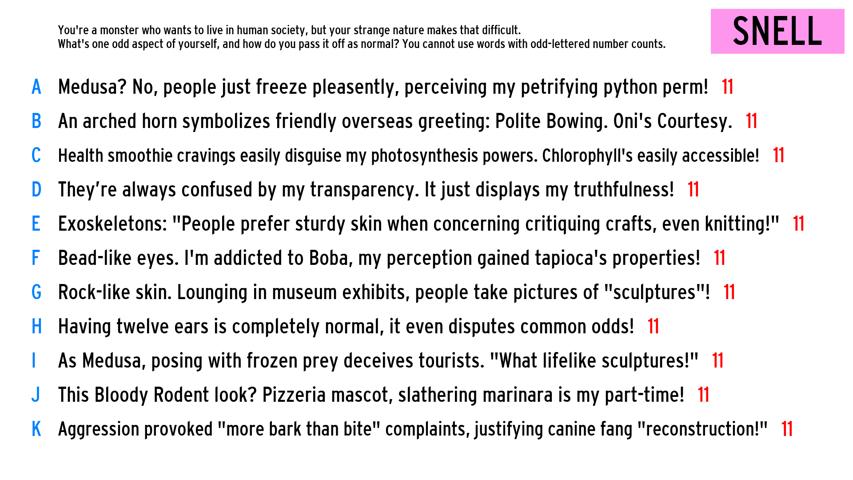 You're a monster who wants to live in human society, but your strange nature makes that difficult.
What's one odd aspect of yourself, and how do you pass it off as normal? You cannot use words with odd-lettered number counts.
SNELL
A Medusa? No, people just freeze pleasently, perceiving my petrifying python perm! 11
B An arched horn symbolizes friendly overseas greeting: Polite Bowing. Oni's Courtesy. 11
C Health smoothie cravings easily disguise my photosynthesis powers. Chlorophyll's easily accessible! 11
D They're always confused by my transparency. It just displays my truthfulness! 11
E Exoskeletons: "People prefer sturdy skin when concerning critiquing crafts, even knitting!" 11
F Bead-like eyes. I'm addicted to Boba, my perception gained tapioca's properties! 11
G Rock-like skin. Lounging in museum exhibits, people take pictures of "sculptures"! 11
H Having twelve ears is completely normal, it even disputes common odds! 11
I As Medusa, posing with frozen prey deceives tourists. "What lifelike sculptures!" 11
J This Bloody Rodent look? Pizzeria mascot, slathering marinara is my part-time! 11
K Aggression provoked "more bark than bite" complaints, justifying canine fang "reconstruction!" 11